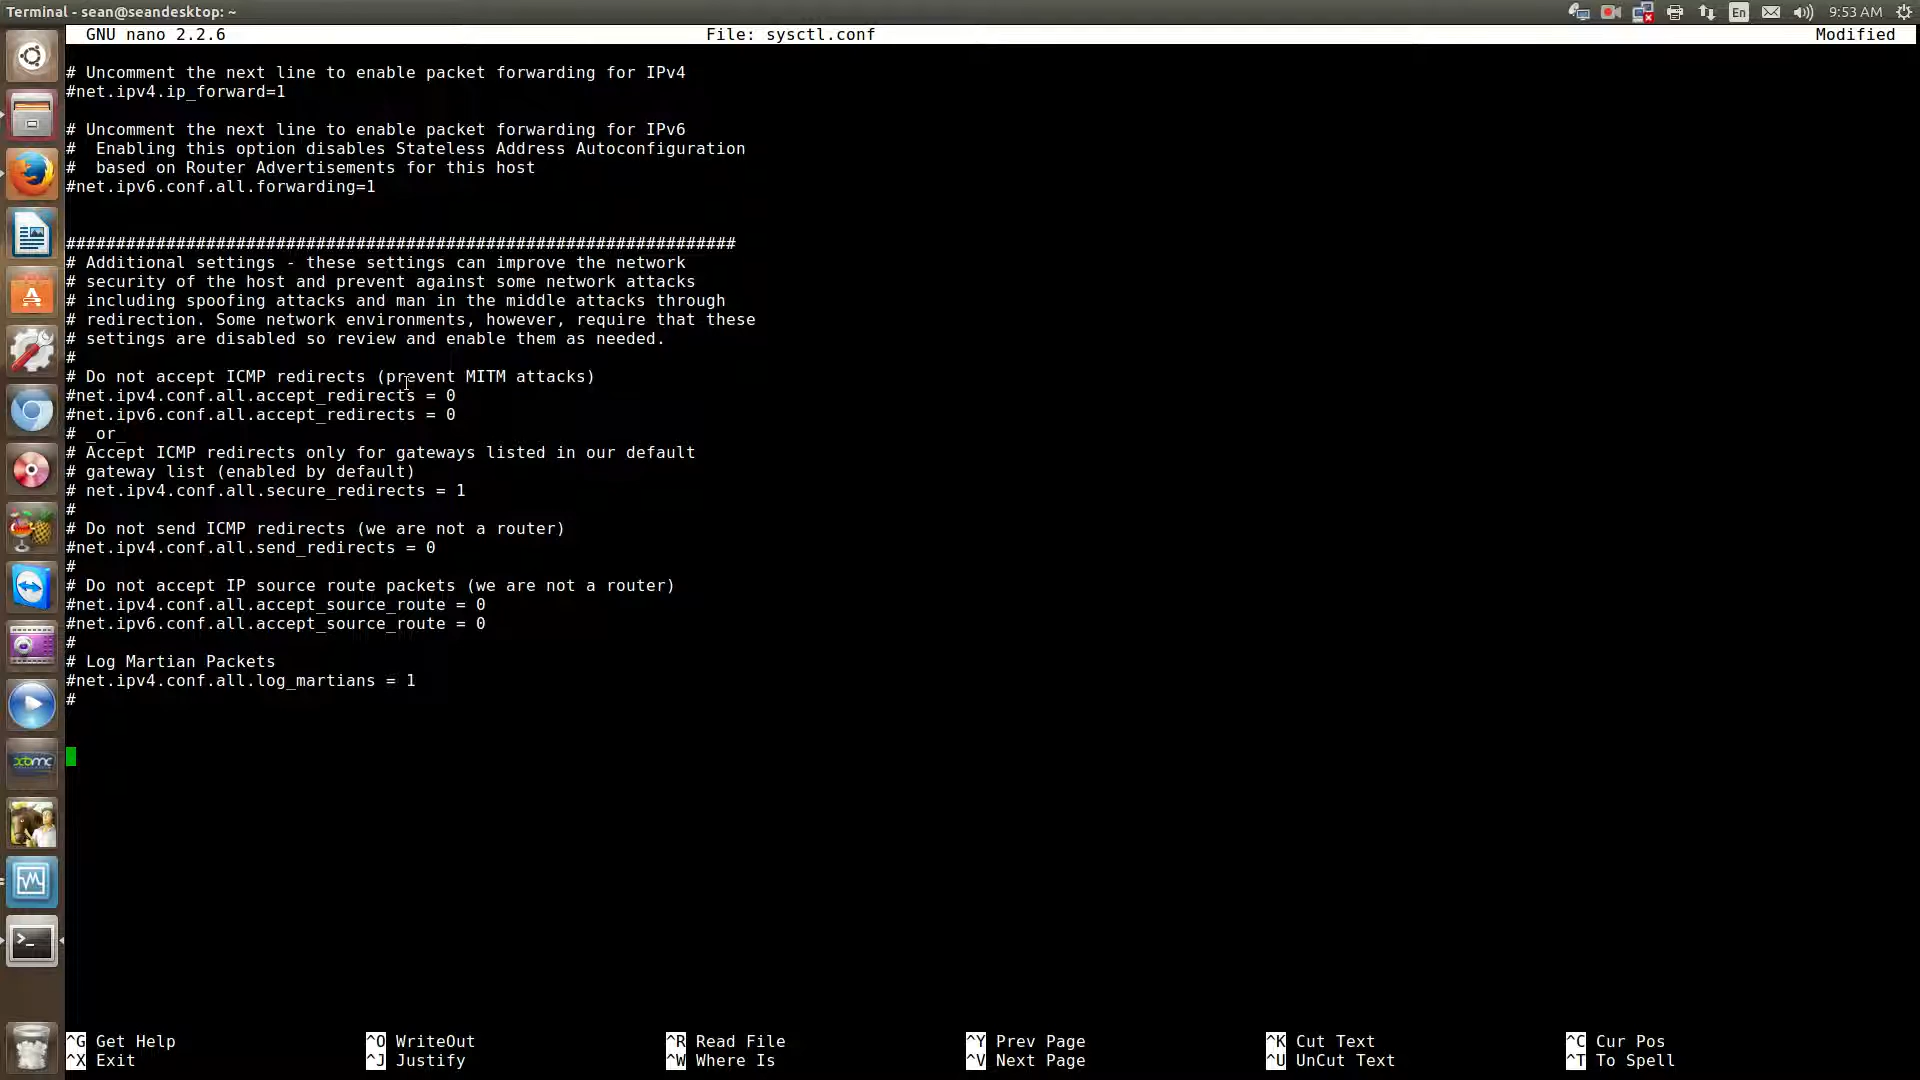 Terminal - sean@seandesktop: ~
En
9:53 AM
GNU nano 2.2.6 File: sysctl.conf Modified
# Uncomment the next line to enable packet forwarding for IPv4
#net.ipv4.ip_forward=1
# Uncomment the next line to enable packet forwarding for IPv6
#  Enabling this option disables Stateless Address Autoconfiguration
#  based on Router Advertisements for this host
#net.ipv6.conf.all.forwarding=1
###################################################################
# Additional settings - these settings can improve the network
# security of the host and prevent against some network attacks
# including spoofing attacks and man in the middle attacks through
# redirection. Some network environments, however, require that these
# settings are disabled so review and enable them as needed.
#
# Do not accept ICMP redirects (prevent MITM attacks)
#net.ipv4.conf.all.accept_redirects = 0
#net.ipv6.conf.all.accept_redirects = 0
# _or_
# Accept ICMP redirects only for gateways listed in our default
# gateway list (enabled by default)
# net.ipv4.conf.all.secure_redirects = 1
#
# Do not send ICMP redirects (we are not a router)
#net.ipv4.conf.all.send_redirects = 0
#
# Do not accept IP source route packets (we are not a router)
#net.ipv4.conf.all.accept_source_route = 0
#net.ipv6.conf.all.accept_source_route = 0
#
# Log Martian Packets
#net.ipv4.conf.all.log_martians = 1
#
xbmc
^G Get Help ^O WriteOut ^R Read File ^Y Prev Page ^K Cut Text ^C Cur Pos
^X Exit ^J Justify ^W Where Is ^V Next Page ^U UnCut Text ^T To Spell